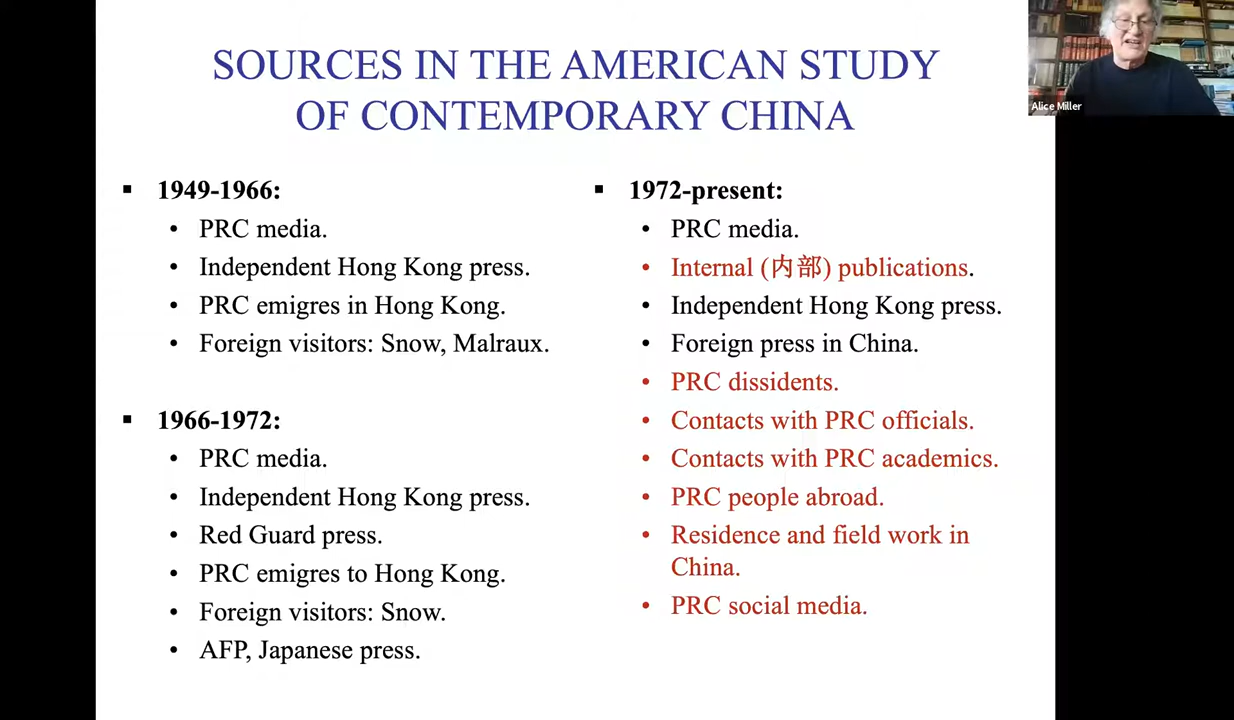 SOURCES IN THE AMERICAN STUDY
OF CONTEMPORARY CHINA
Alice Miller
▪ 1949-1966:
• PRC media.
• Independent Hong Kong press.
• PRC emigres in Hong Kong.
• Foreign visitors: Snow, Malraux.
▪ 1966-1972:
• PRC media.
• Independent Hong Kong press.
• Red Guard press.
• PRC emigres to Hong Kong.
• Foreign visitors: Snow.
• AFP, Japanese press.
▪ 1972-present:
• PRC media.
• Internal (内部) publications.
• Independent Hong Kong press.
• Foreign press in China.
• PRC dissidents.
• Contacts with PRC officials.
• Contacts with PRC academics.
• PRC people abroad.
• Residence and field work in
China.
• PRC social media.